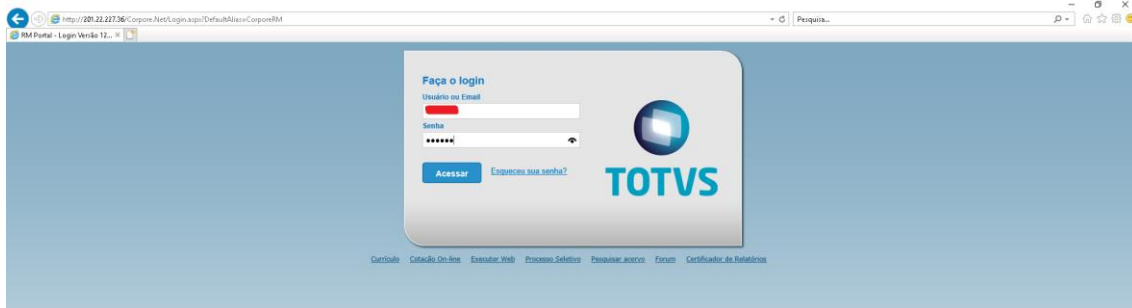 http://201.22.227.36/Corpore.Net/Login.aspx?DefaultAlias=CorporeRM
Pesquisa...
RM Portal - Login Versão 12...
Faça o login
Usuário ou Email
Senha
Acessar Esqueceu sua senha?
TOTVS
Currículo Cotacão On-line Executar Web Processo Seletivo Pesquisar acervo Forum Certificador de Relatórios